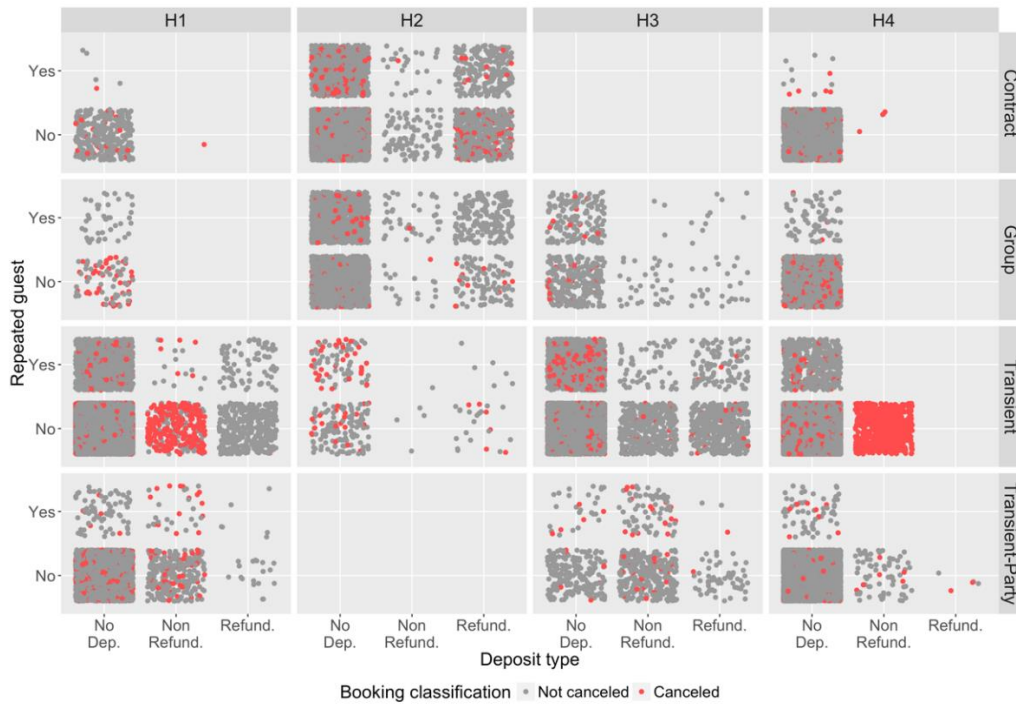 H1 H2 H3 H4
Yes
No
Contract
Yes
No
Group
Yes
No
Transient
Yes
No
Transient-Party
Repeated guest
No Dep. Non Refund. Refund. No Dep. Non Refund. Refund. No Dep. Non Refund. Refund. No Dep. Non Refund. Refund.
Deposit type
Booking classification Not canceled Canceled